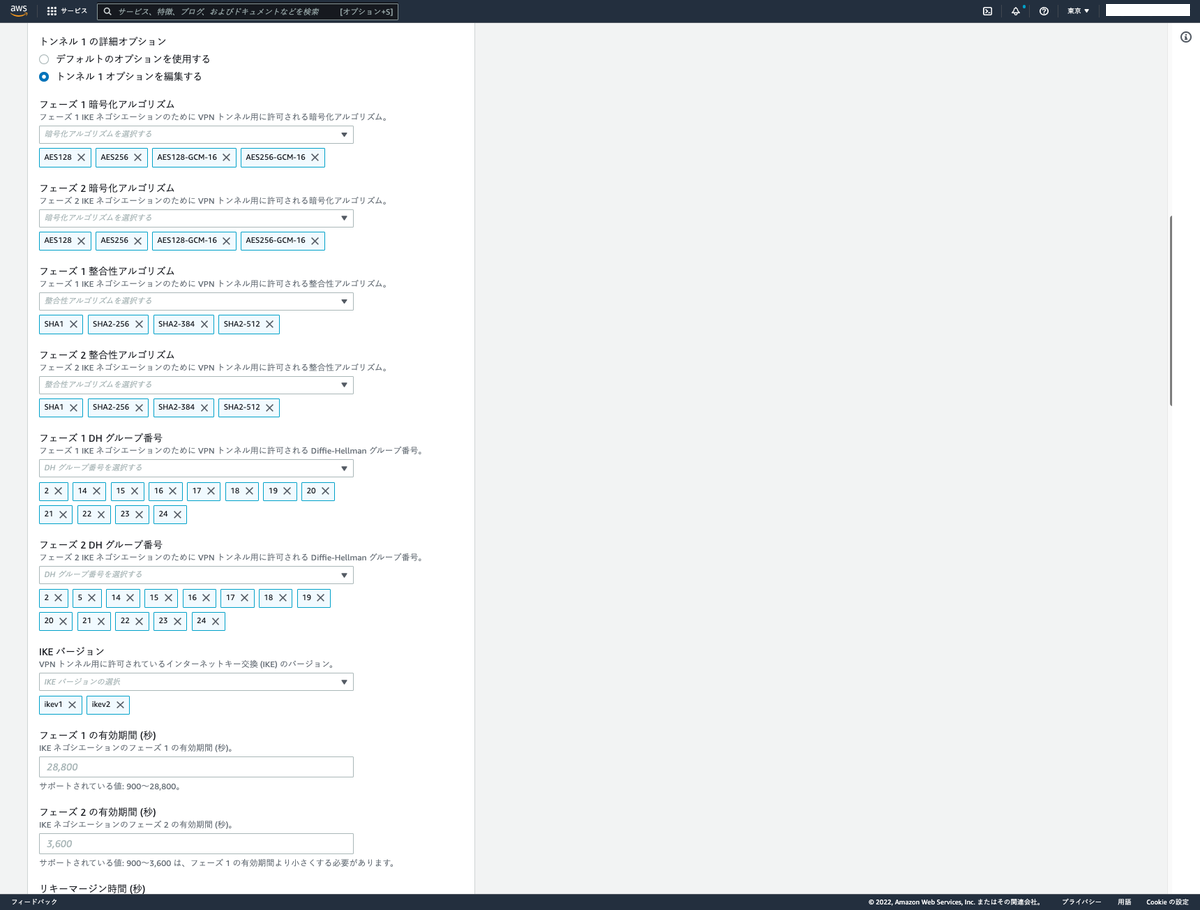 aws
サービス
サービス、特徴、ブログ、およびドキュメントなどを検索 [オプション+S]
東京 ▼
トンネル 1 の詳細オプション
デフォルトのオプションを使用する
トンネル 1 オプションを編集する
フェーズ 1 暗号化アルゴリズム
フェーズ 1 IKE ネゴシエーションのために VPN トンネル用に許可される暗号化アルゴリズム。
暗号化アルゴリズムを選択する
AES128 AES256 AES128-GCM-16 AES256-GCM-16
フェーズ 2 暗号化アルゴリズム
フェーズ 2 IKE ネゴシエーションのために VPN トンネル用に許可される暗号化アルゴリズム。
暗号化アルゴリズムを選択する
AES128 AES256 AES128-GCM-16 AES256-GCM-16
フェーズ 1 整合性アルゴリズム
フェーズ 1 IKE ネゴシエーションのために VPN トンネル用に許可される整合性アルゴリズム。
整合性アルゴリズムを選択する
SHA1 SHA2-256 SHA2-384 SHA2-512
フェーズ 2 整合性アルゴリズム
フェーズ 2 IKE ネゴシエーションのために VPN トンネル用に許可される整合性アルゴリズム。
整合性アルゴリズムを選択する
SHA1 SHA2-256 SHA2-384 SHA2-512
フェーズ 1 DH グループ番号
フェーズ 1 IKE ネゴシエーションのために VPN トンネル用に許可される Diffie-Hellman グループ番号。
DH グループ番号を選択する
2 14 15 16 17 18 19 20
21 22 23 24
フェーズ 2 DH グループ番号
フェーズ 2 IKE ネゴシエーションのために VPN トンネル用に許可される Diffie-Hellman グループ番号。
DH グループ番号を選択する
2 5 14 15 16 17 18 19
20 21 22 23 24
IKE バージョン
VPN トンネル用に許可されているインターネットキー交換 (IKE) のバージョン。
IKE バージョンの選択
ikev1 ikev2
フェーズ 1 の有効期間 (秒)
IKE ネゴシエーションのフェーズ 1 の有効期間 (秒)。
28,800
サポートされている値: 900〜28,800。
フェーズ 2 の有効期間 (秒)
IKE ネゴシエーションのフェーズ 2 の有効期間 (秒)。
3,600
サポートされている値: 900〜3,600 は、フェーズ 1 の有効期間より小さくする必要があります。
リキーマージン時間 (秒)
フィードバック
© 2022, Amazon Web Services, Inc. またはその関連会社。 プライバシー 用語 Cookie の設定